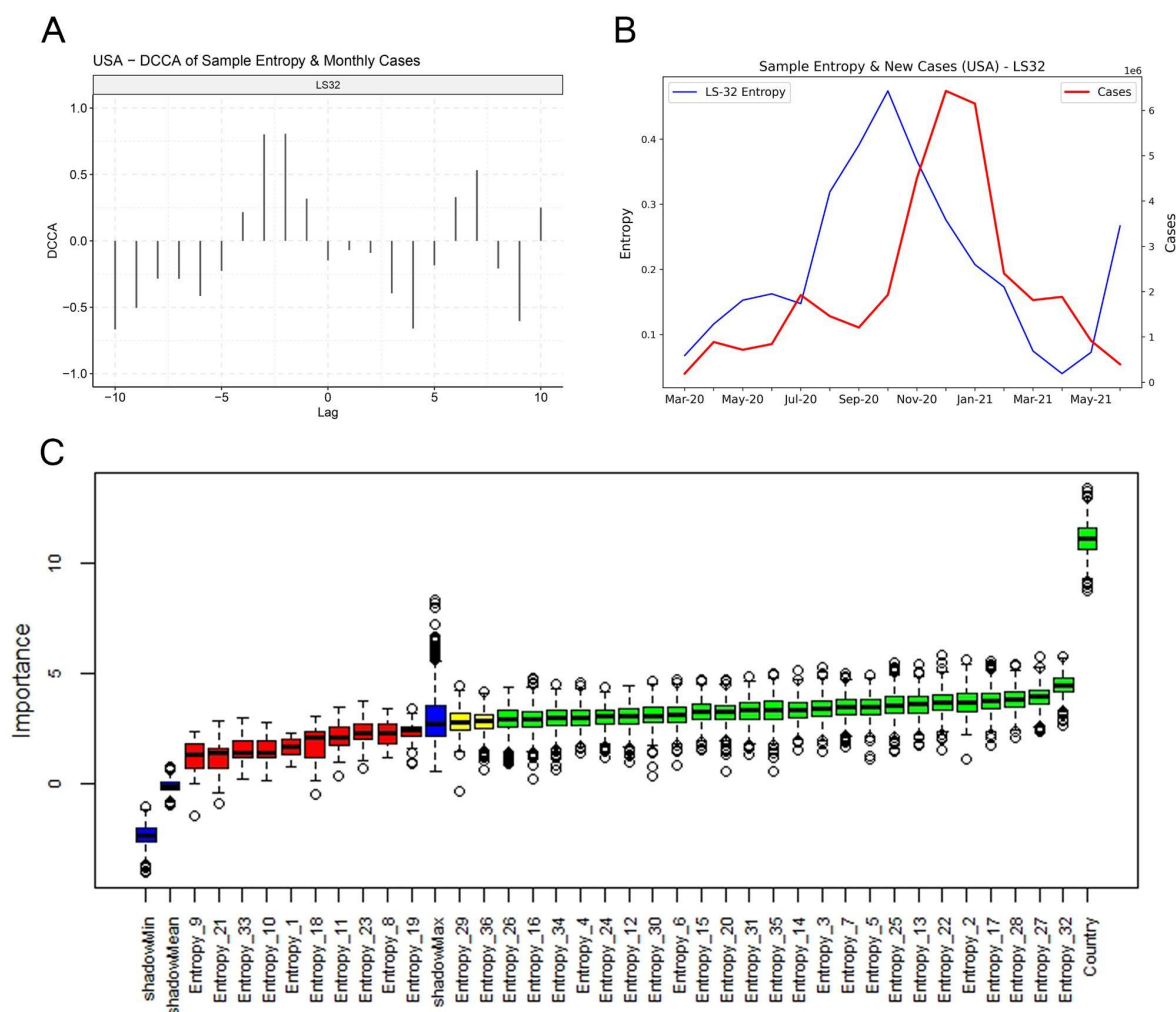 A
USA − DCCA of Sample Entropy & Monthly Cases
LS32
1.0
0.5
0.0
−0.5
−1.0
DCCA
−10
−5
0
5
10
Lag
B
Sample Entropy & New Cases (USA) - LS32
1e6
LS-32 Entropy
Cases
0.4
0.3
0.2
0.1
Entropy
6
5
4
3
2
1
0
Cases
Mar-20
May-20
Jul-20
Sep-20
Nov-20
Jan-21
Mar-21
May-21
C
Importance
10
5
0
shadowMin
shadowMean
Entropy_9
Entropy_21
Entropy_33
Entropy_10
Entropy_1
Entropy_18
Entropy_11
Entropy_23
Entropy_8
Entropy_19
shadowMax
Entropy_29
Entropy_36
Entropy_26
Entropy_16
Entropy_34
Entropy_4
Entropy_24
Entropy_12
Entropy_30
Entropy_6
Entropy_15
Entropy_20
Entropy_31
Entropy_35
Entropy_14
Entropy_3
Entropy_7
Entropy_5
Entropy_25
Entropy_13
Entropy_22
Entropy_2
Entropy_17
Entropy_28
Entropy_27
Entropy_32
Country